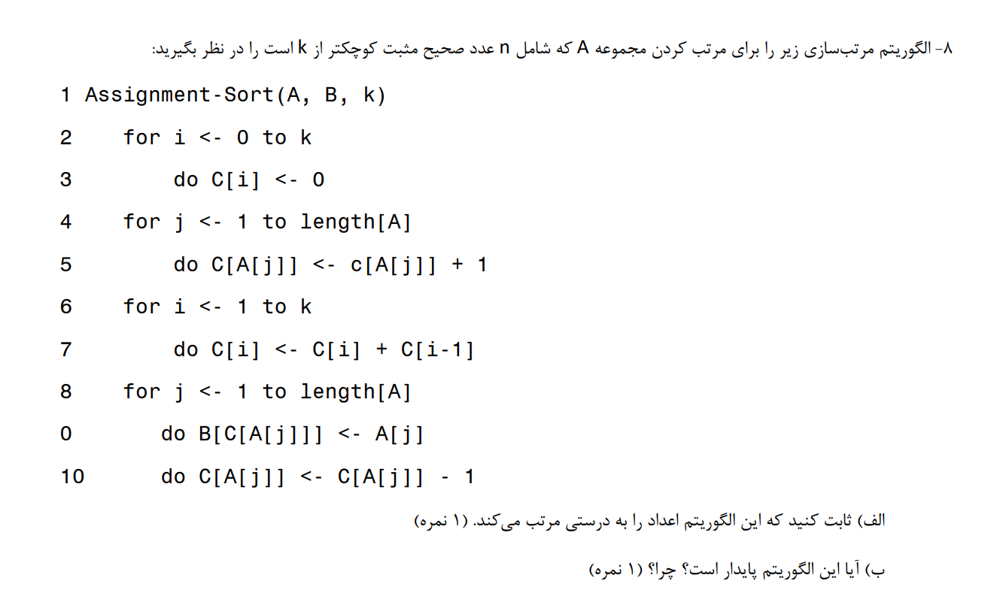 ۸- الگوریتم مرتب‌سازی زیر را برای مرتب کردن مجموعه A که شامل n عدد صحیح مثبت کوچکتر از k است را در نظر بگیرید:
1 Assignment-Sort(A, B, k)
2 for i <- 0 to k
3 do C[i] <- 0
4 for j <- 1 to length[A]
5 do C[A[j]] <- c[A[j]] + 1
6 for i <- 1 to k
7 do C[i] <- C[i] + C[i-1]
8 for j <- 1 to length[A]
0 do B[C[A[j]]] <- A[j]
10 do C[A[j]] <- C[A[j]] - 1
الف) ثابت کنید که این الگوریتم اعداد را به درستی مرتب می‌کند. (۱ نمره)
ب) آیا این الگوریتم پایدار است؟ چرا؟ (۱ نمره)